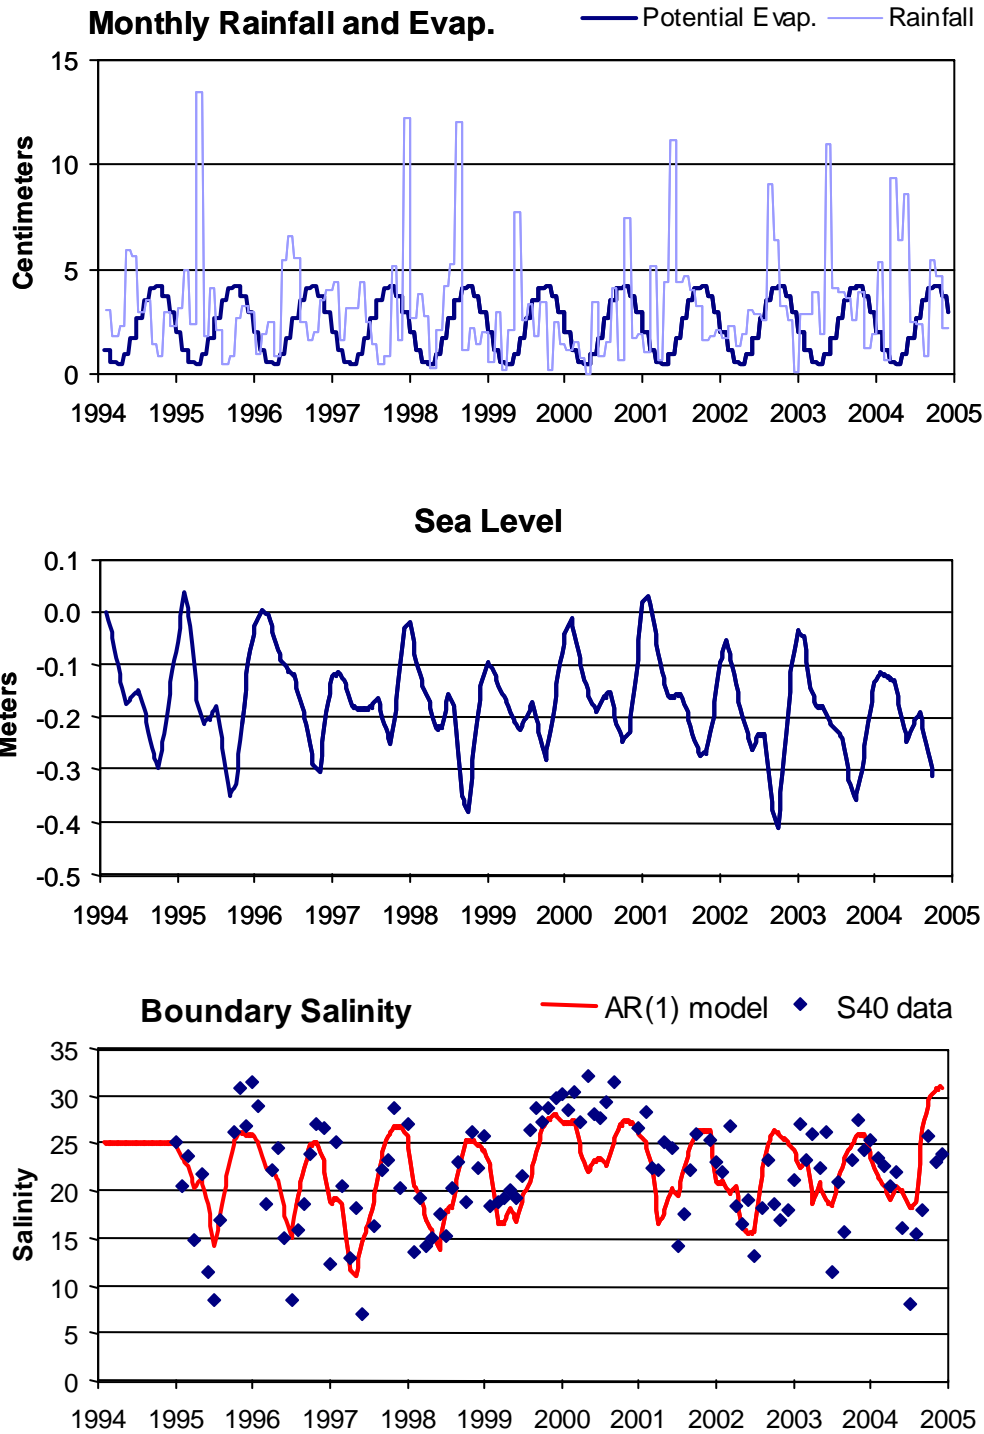 Monthly Rainfall and Evap.
Potential Evap. Rainfall
Centimeters
15
10
5
0
1994 1995 1996 1997 1998 1999 2000 2001 2002 2003 2004 2005
Sea Level
Meters
0.1
0.0
-0.1
-0.2
-0.3
-0.4
-0.5
1994 1995 1996 1997 1998 1999 2000 2001 2002 2003 2004 2005
Boundary Salinity
AR(1) model S40 data
Salinity
35
30
25
20
15
10
5
0
1994 1995 1996 1997 1998 1999 2000 2001 2002 2003 2004 2005